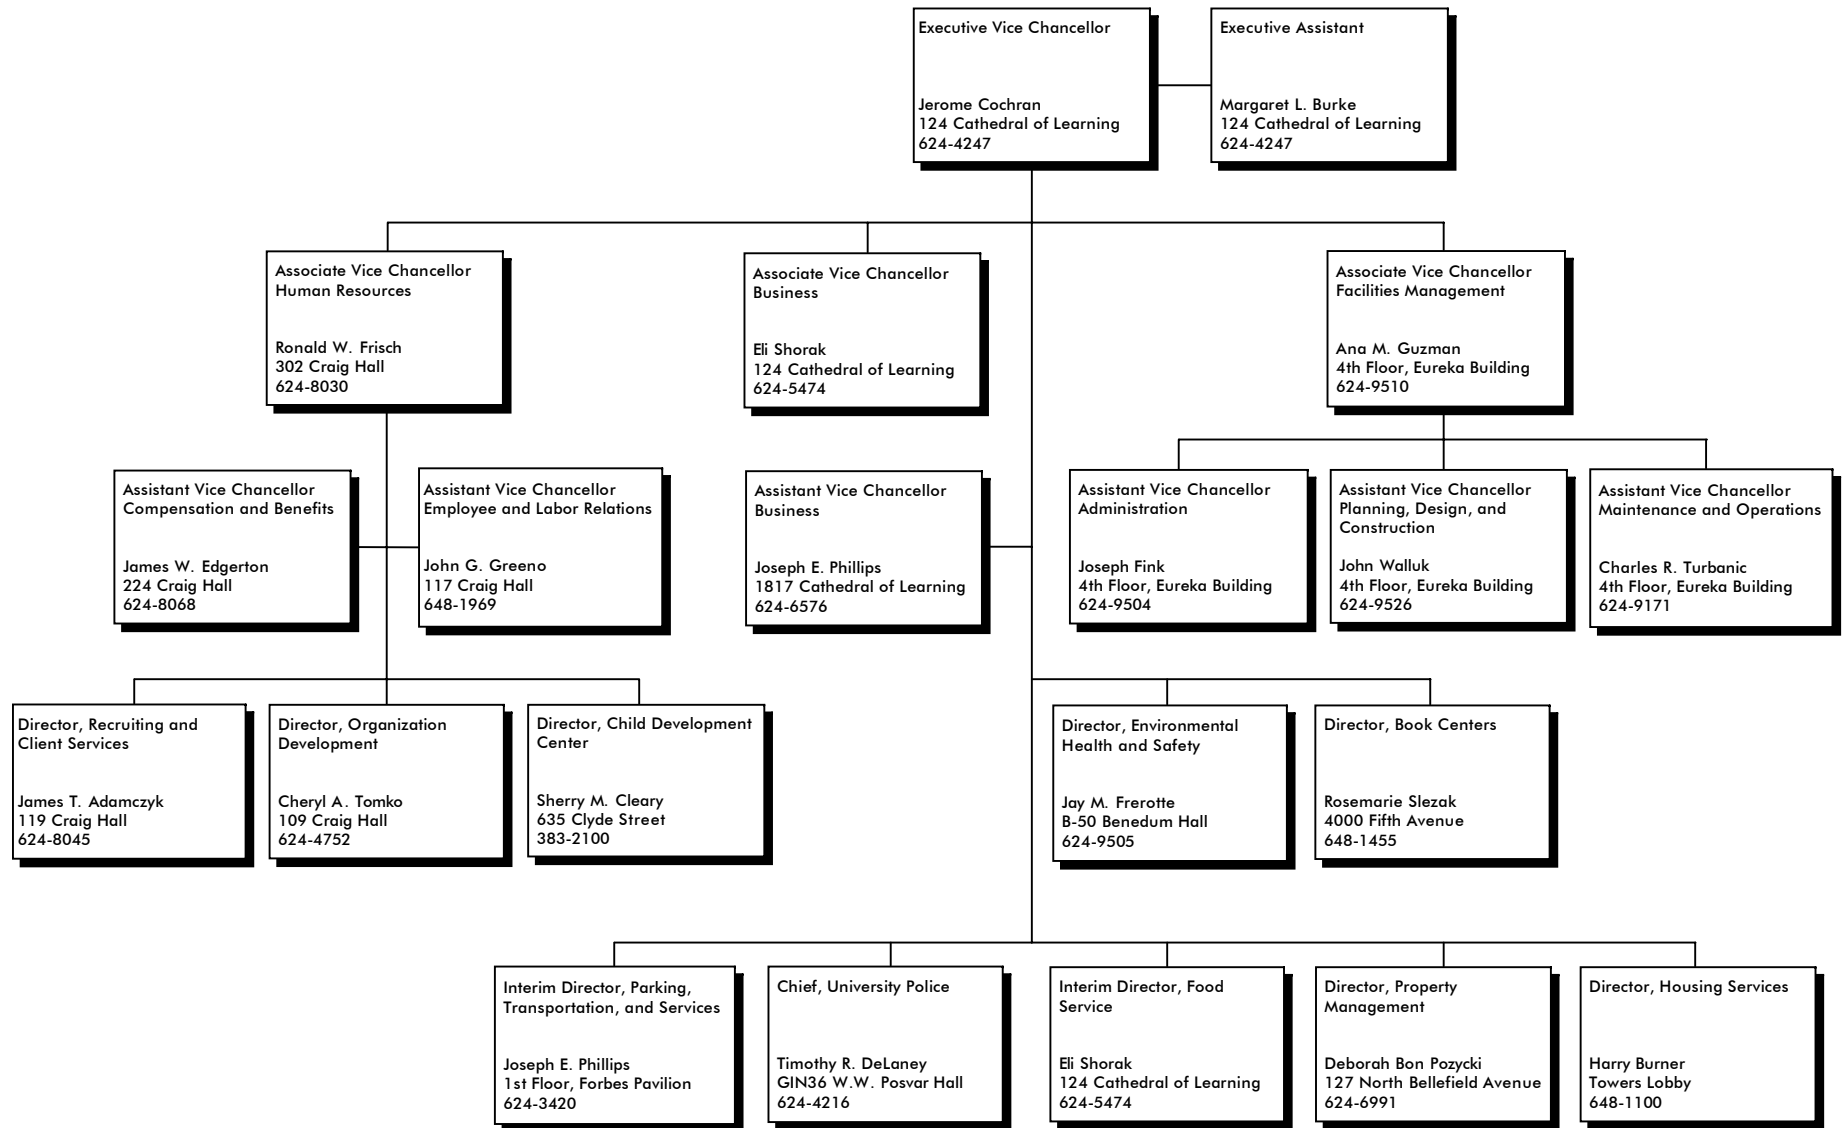 Executive Vice Chancellor
Jerome Cochran
124 Cathedral of Learning
624-4247
Executive Assistant
Margaret L. Burke
124 Cathedral of Learning
624-4247
Associate Vice Chancellor
Human Resources
Ronald W. Frisch
302 Craig Hall
624-8030
Associate Vice Chancellor
Business
Eli Shorak
124 Cathedral of Learning
624-5474
Associate Vice Chancellor
Facilities Management
Ana M. Guzman
4th Floor, Eureka Building
624-9510
Assistant Vice Chancellor
Compensation and Benefits
James W. Edgerton
224 Craig Hall
624-8068
Assistant Vice Chancellor
Employee and Labor Relations
John G. Greeno
117 Craig Hall
648-1969
Assistant Vice Chancellor
Business
Joseph E. Phillips
1817 Cathedral of Learning
624-6576
Assistant Vice Chancellor
Administration
Joseph Fink
4th Floor, Eureka Building
624-9504
Assistant Vice Chancellor
Planning, Design, and
Construction
John Walluk
4th Floor, Eureka Building
624-9526
Assistant Vice Chancellor
Maintenance and Operations
Charles R. Turbanic
4th Floor, Eureka Building
624-9171
Director, Recruiting and
Client Services
James T. Adamczyk
119 Craig Hall
624-8045
Director, Organization
Development
Cheryl A. Tomko
109 Craig Hall
624-4752
Director, Child Development
Center
Sherry M. Cleary
635 Clyde Street
383-2100
Director, Environmental
Health and Safety
Jay M. Frerotte
B-50 Benedum Hall
624-9505
Director, Book Centers
Rosemarie Slezak
4000 Fifth Avenue
648-1455
Interim Director, Parking,
Transportation, and Services
Joseph E. Phillips
1st Floor, Forbes Pavilion
624-3420
Chief, University Police
Timothy R. DeLaney
GIN36 W.W. Posvar Hall
624-4216
Interim Director, Food
Service
Eli Shorak
124 Cathedral of Learning
624-5474
Director, Property
Management
Deborah Bon Pozycki
127 North Bellefield Avenue
624-6991
Director, Housing Services
Harry Burner
Towers Lobby
648-1100